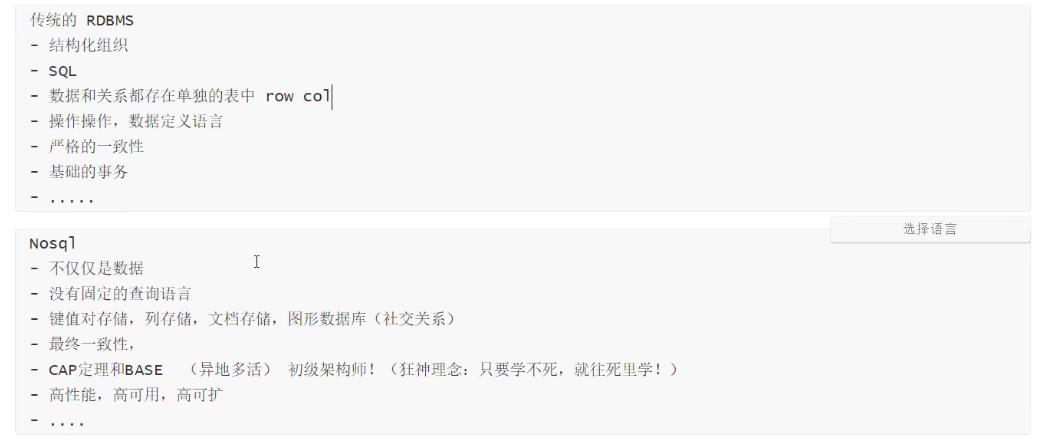 传统的 RDBMS
- 结构化组织
- SQL
- 数据和关系都存在单独的表中 row col
- 操作操作，数据定义语言
- 严格的一致性
- 基础的事务
- .....
选择语言
Nosql
- 不仅仅是数据
- 没有固定的查询语言
- 键值对存储，列存储，文档存储，图形数据库（社交关系）
- 最终一致性，
- CAP定理和BASE （异地多活） 初级架构师！（狂神理念：只要学不死，就往死里学！）
- 高性能，高可用，高可扩
- ....